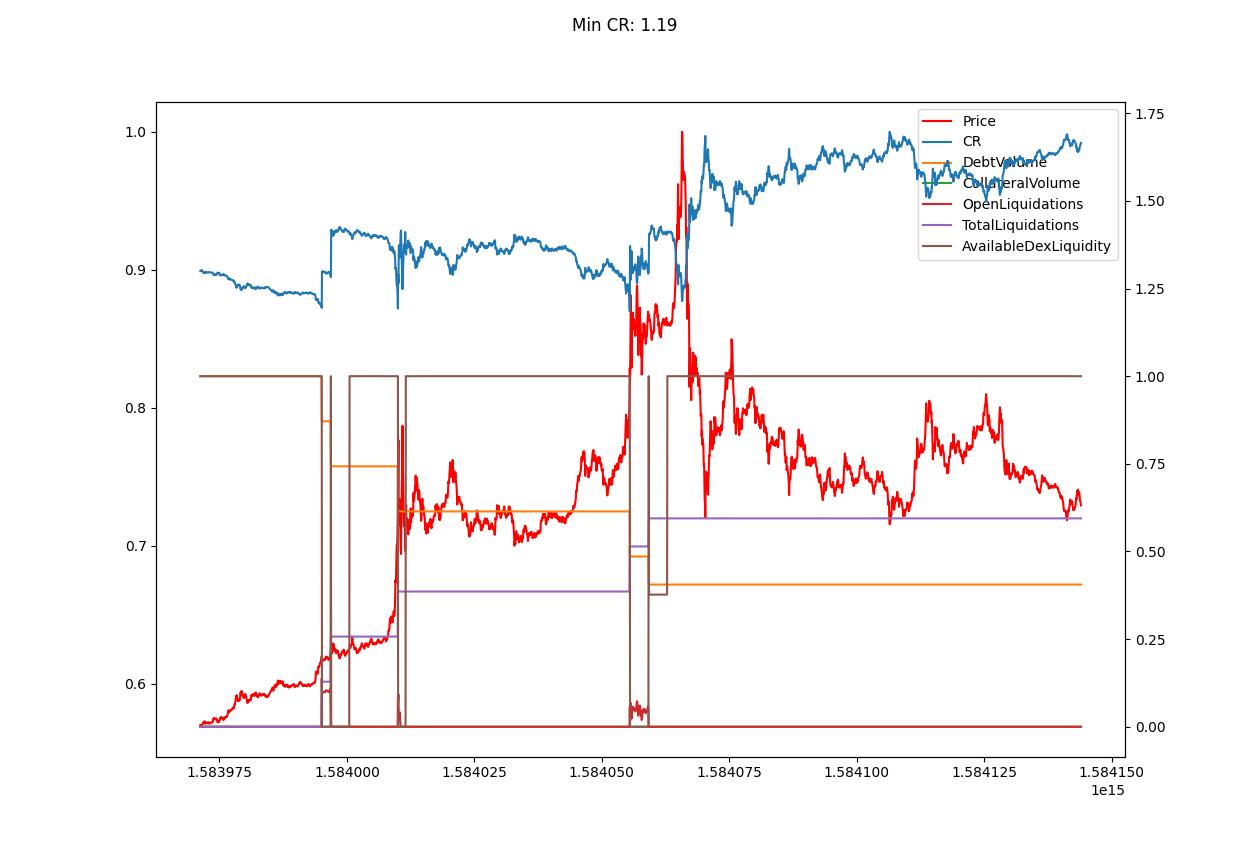 Min CR: 1.19
1.0
0.9
0.8
0.7
0.6
1.75
1.50
1.25
1.00
0.75
0.50
0.25
0.00
Price
CR
DebtVolume
CollateralVolume
OpenLiquidations
TotalLiquidations
AvailableDexLiquidity
1.583975 1.584000 1.584025 1.584050 1.584075 1.584100 1.584125 1.584150
1e15